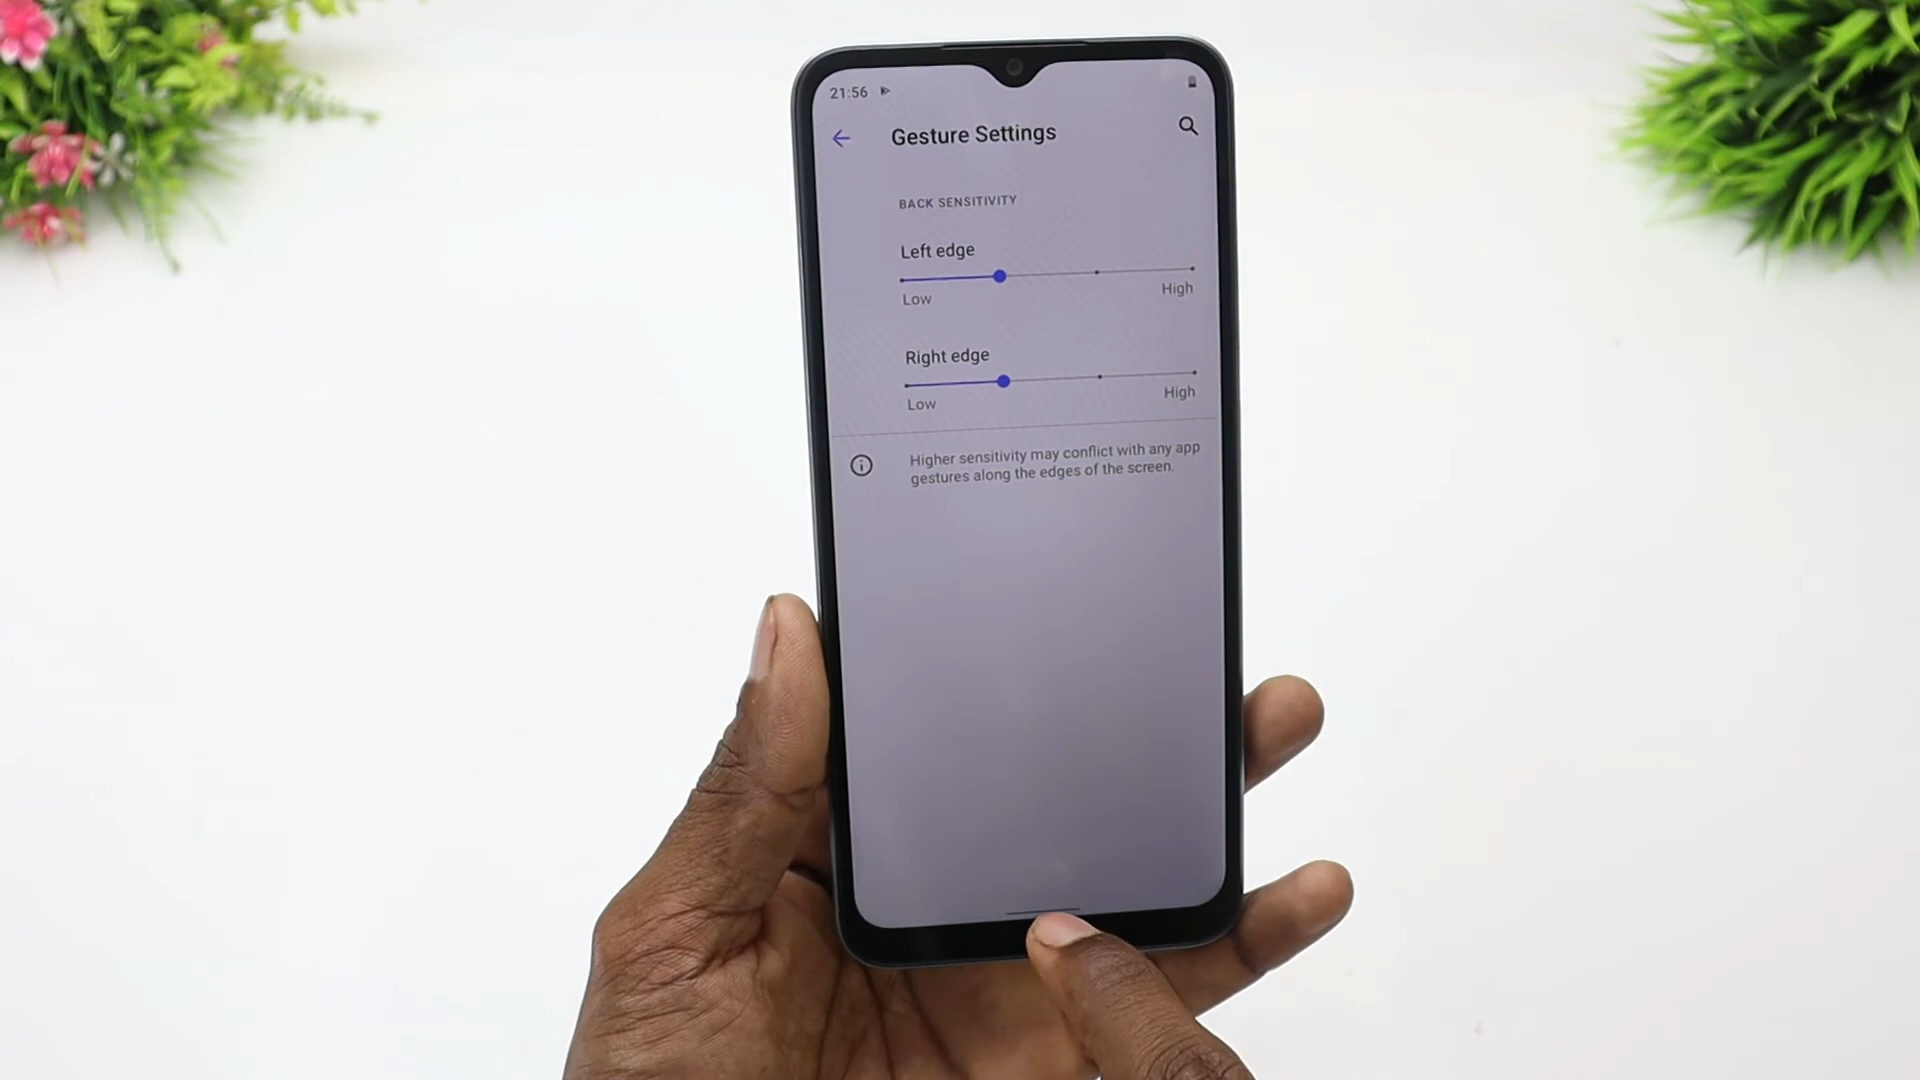 21:56
Gesture Settings
BACK SENSITIVITY
Left edge
Low High
Right edge
Low High
Higher sensitivity may conflict with any app
gestures along the edges of the screen.